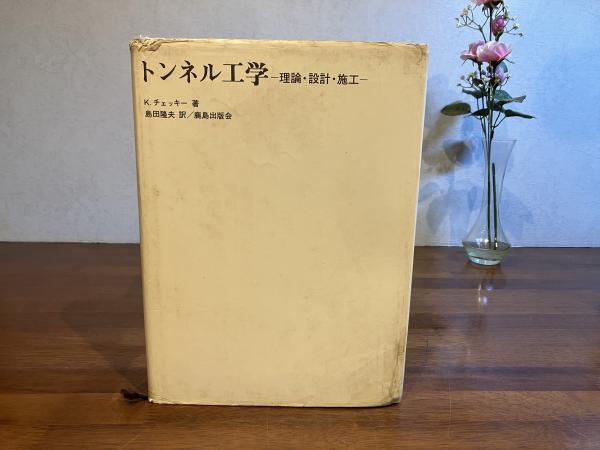 トンネル工学―理論・設計・施工―
K.チェッキー 著
島田隆夫 訳／鹿島出版会